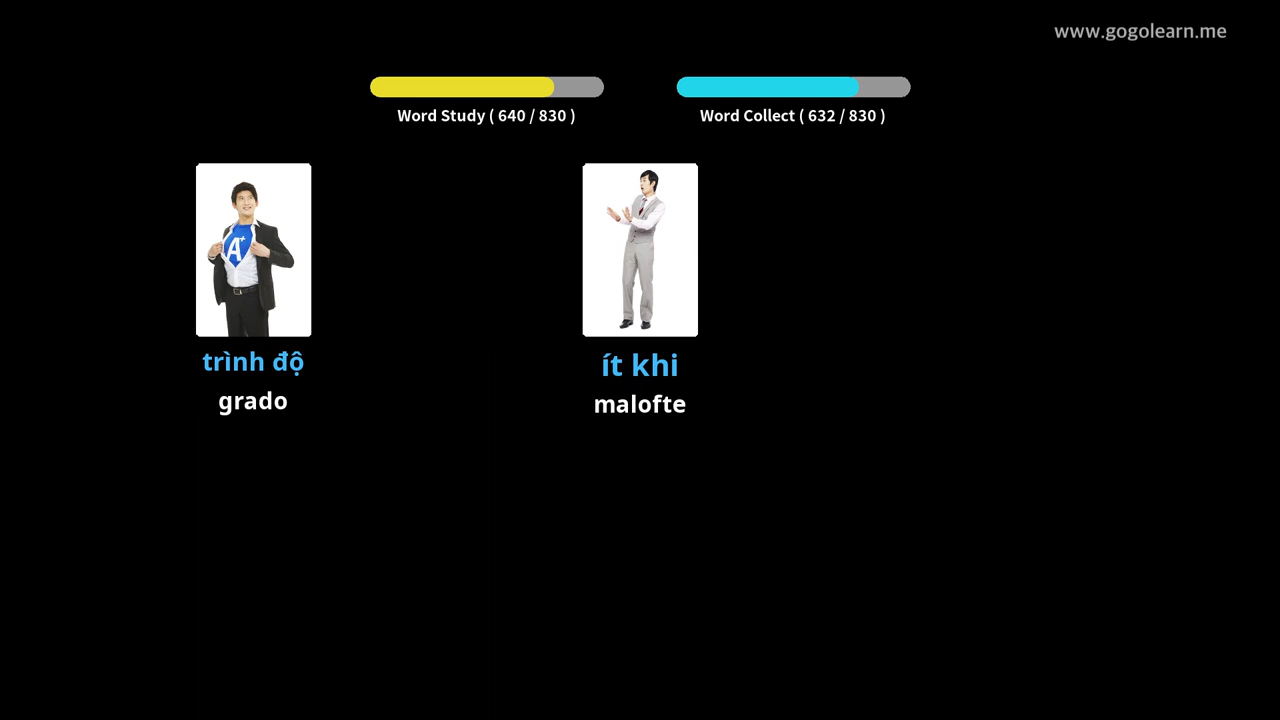 www.gogolearn.me
Word Study ( 640 / 830 )
Word Collect ( 632 / 830 )
A+
trình độ
grado
ít khi
malofte